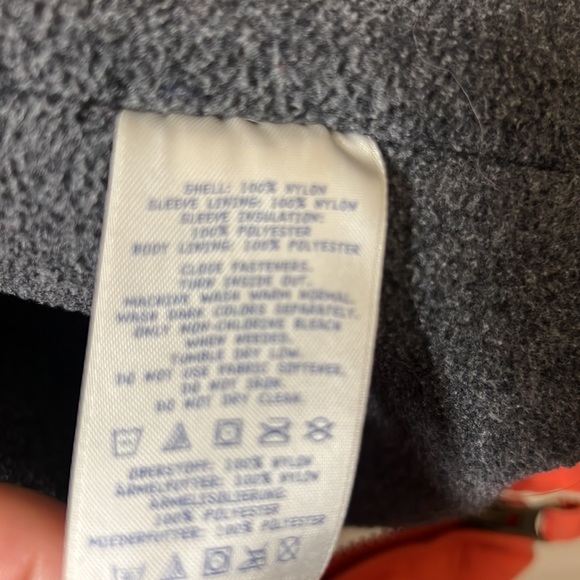 SHELL: 100% NYLON
SLEEVE LINING: 100% NYLON
SLEEVE INSULATION:
100% POLYESTER
BODY LINING: 100% POLYESTER
CLOSE FASTENERS.
TURN INSIDE OUT.
MACHINE WASH WARM NORMAL.
WASH DARK COLORS SEPARATELY.
ONLY NON-CHLORINE BLEACH
WHEN NEEDED.
TUMBLE DRY LOW.
DO NOT USE FABRIC SOFTENER.
DO NOT IRON.
DO NOT DRY CLEAN.
OBERSTOFF: 100% NYLON
ÄRMELFUTTER: 100% NYLON
ÄRMELISOLIERUNG:
100% POLYESTER
MIEDERFUTTER: 100% POLYESTER